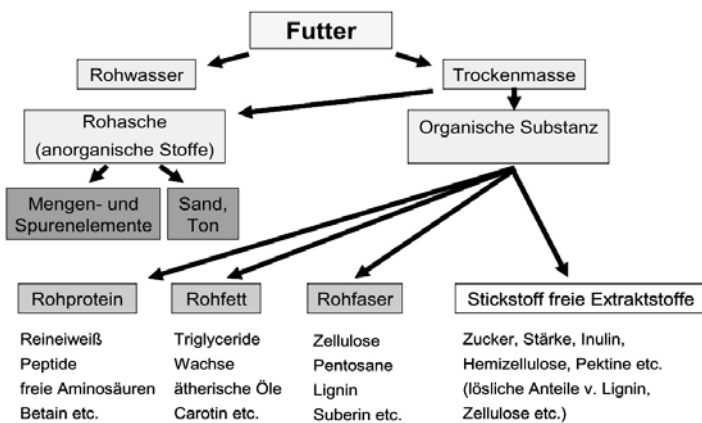 Futter
Rohwasser
Trockenmasse
Rohasche
(anorganische Stoffe)
Organische Substanz
Mengen- und
Spurenelemente
Sand,
Ton
Rohprotein
Rohfett
Rohfaser
Stickstoff freie Extraktstoffe
Reineiweiß
Peptide
freie Aminosäuren
Betain etc.
Triglyceride
Wachse
ätherische Öle
Carotin etc.
Zellulose
Pentosane
Lignin
Suberin etc.
Zucker, Stärke, Inulin,
Hemizellulose, Pektine etc.
(lösliche Anteile v. Lignin,
Zellulose etc.)